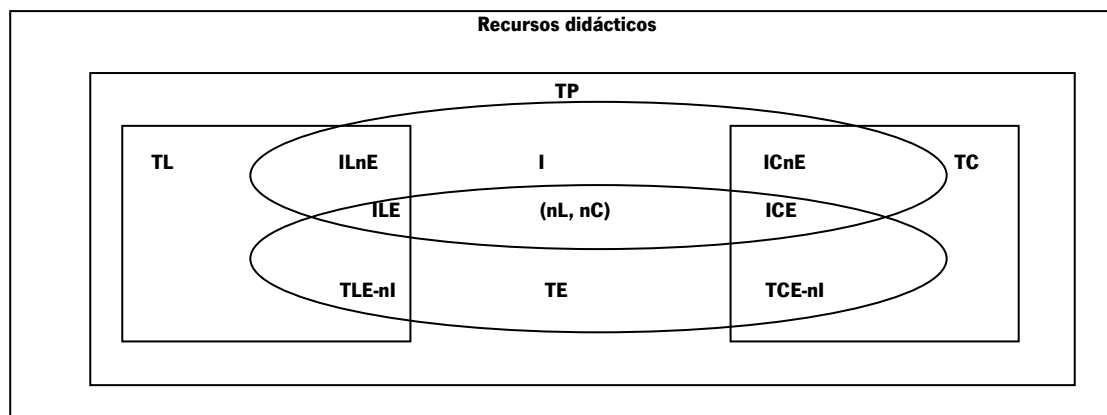 Recursos didácticos
TP
TL ILnE I ICnE TC
ILE (nL, nC) ICE
TLE-nI TE TCE-nI